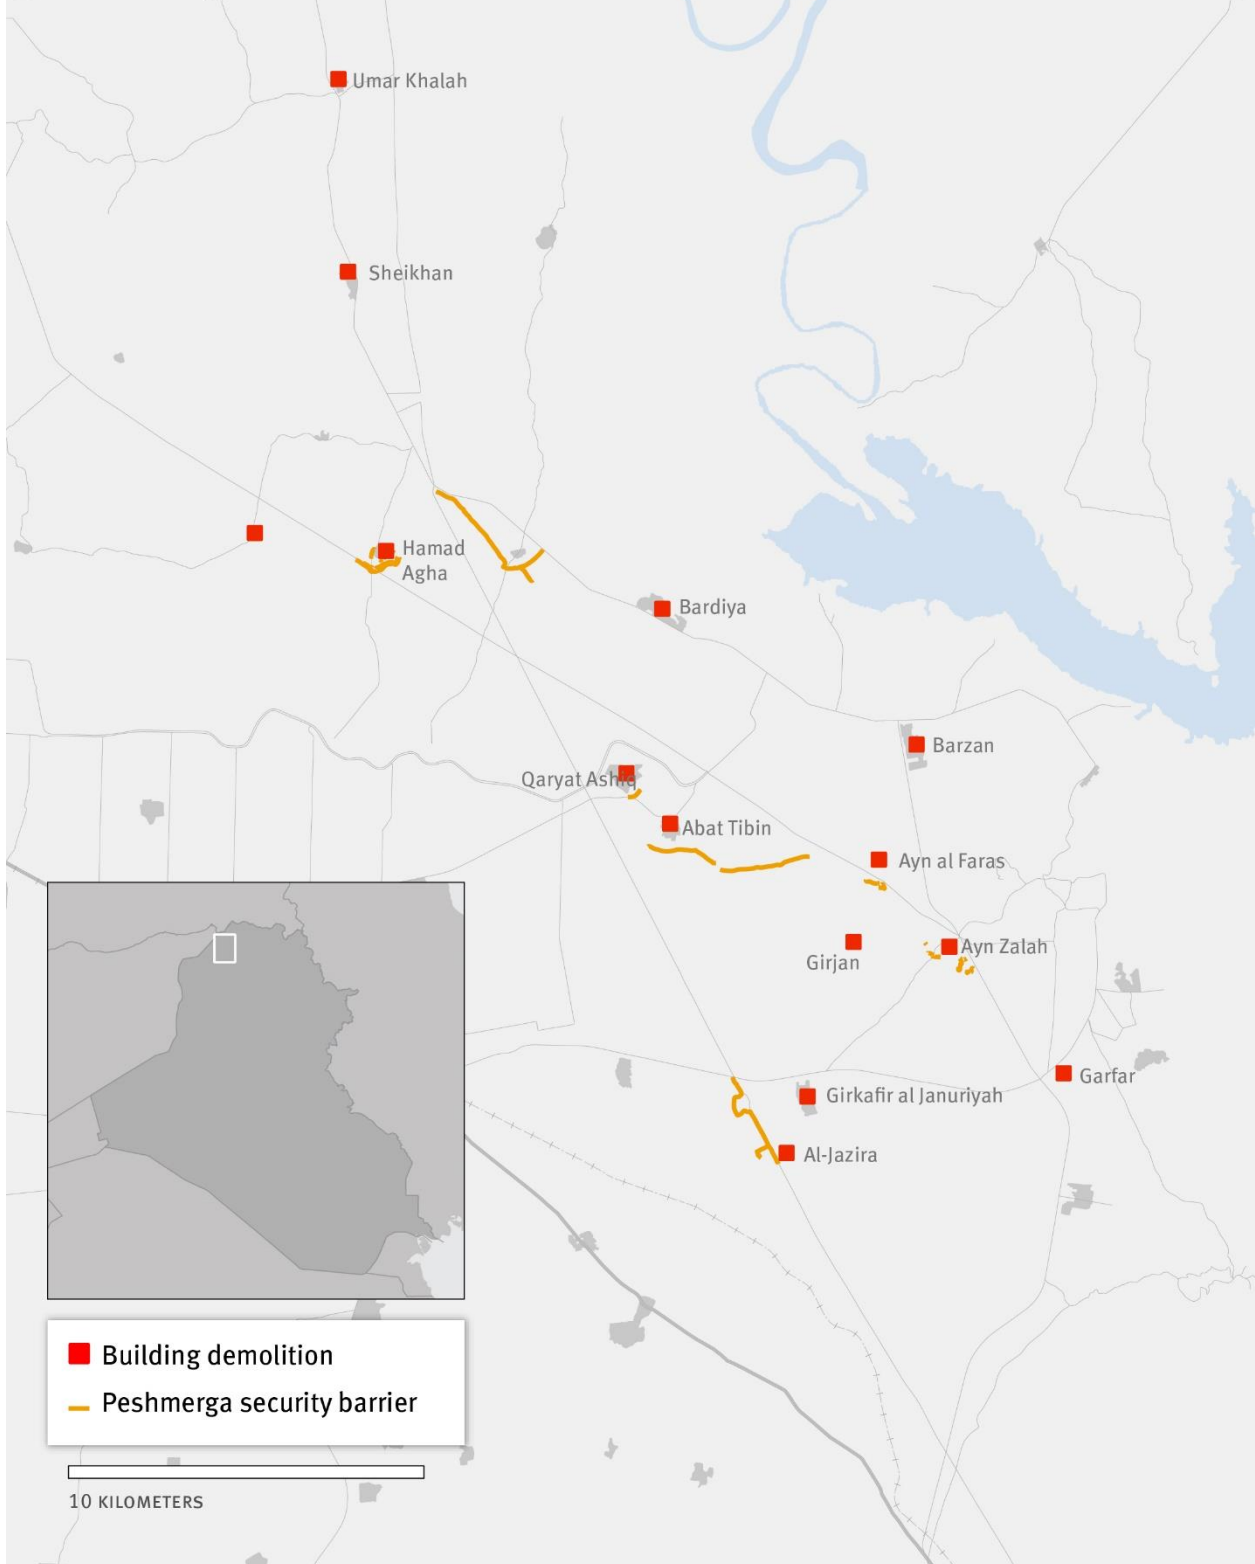 Umar Khalah
Sheikhan
Hamad
Agha
Bardiya
Barzan
Qaryat Ashiq
Abat Tibin
Ayn al Faras
Ayn Zalah
Girjan
Garfar
Girkafir al Januriyah
Al-Jazira
Building demolition
Peshmerga security barrier
10 KILOMETERS